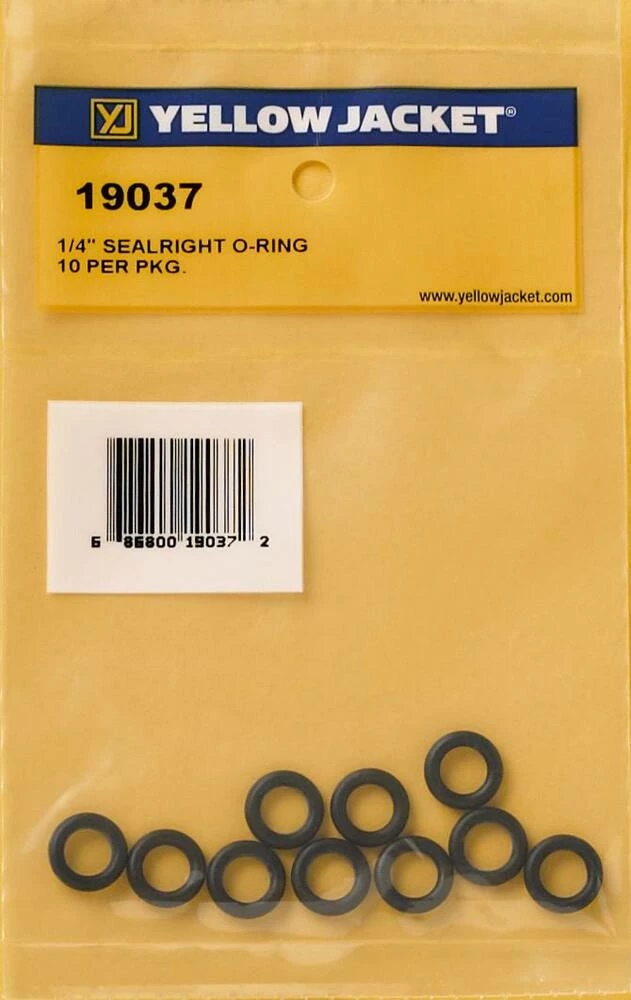 YJ YELLOW JACKET®
19037
1/4" SEALRIGHT O-RING
10 PER PKG.
www.yellowjacket.com
6 86800 19037 2